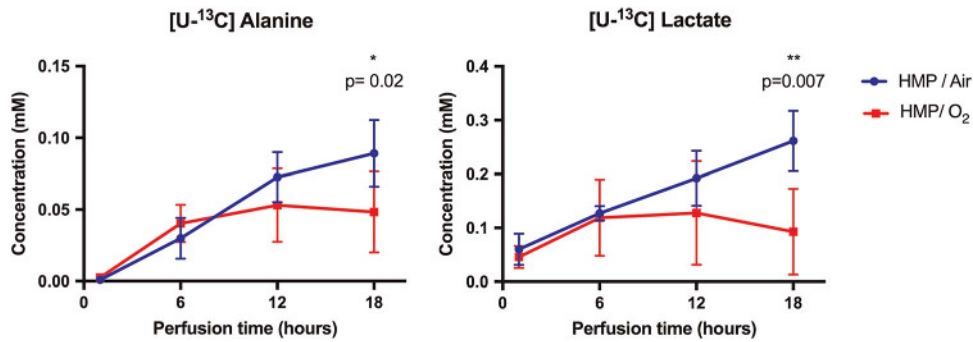 [U-¹³C] Alanine
0.15
0.10
0.05
0.00
Concentration (mM)
0 6 12 18
Perfusion time (hours)
*
p= 0.02
[U-¹³C] Lactate
0.4
0.3
0.2
0.1
0.0
Concentration (mM)
0 6 12 18
Perfusion time (hours)
**
p=0.007
HMP / Air
HMP/ O₂